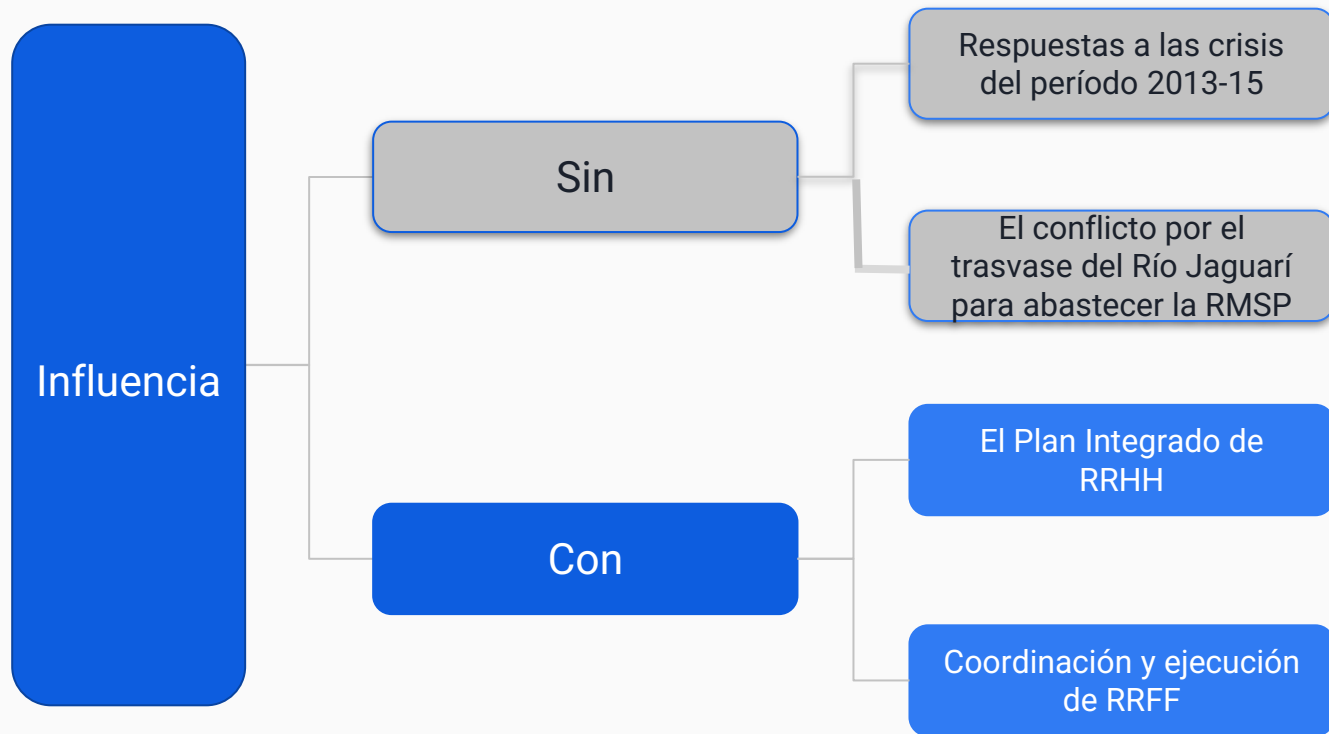 Influencia
Sin
Respuestas a las crisis
del período 2013-15
El conflicto por el
trasvase del Río Jaguarí
para abastecer la RMSP
Con
El Plan Integrado de
RRHH
Coordinación y ejecución
de RRFF